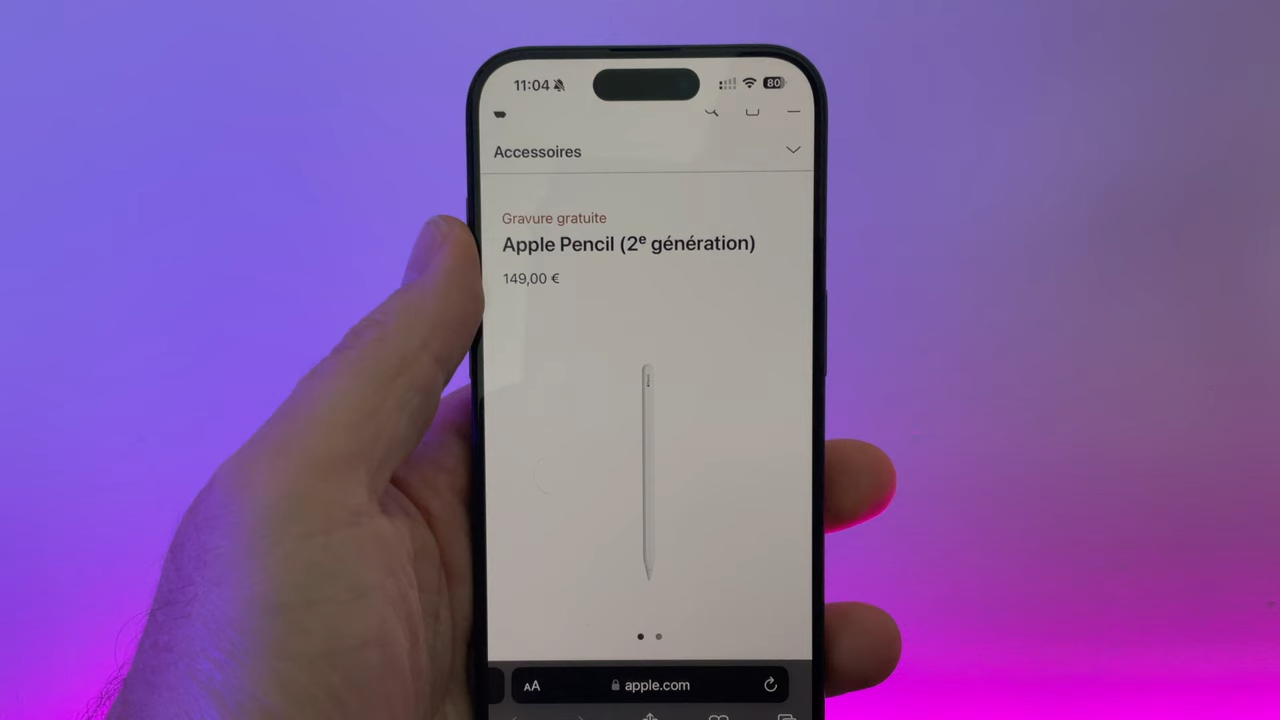 11:04
80
Accessoires
Gravure gratuite
Apple Pencil (2e génération)
149,00 €
AA
apple.com